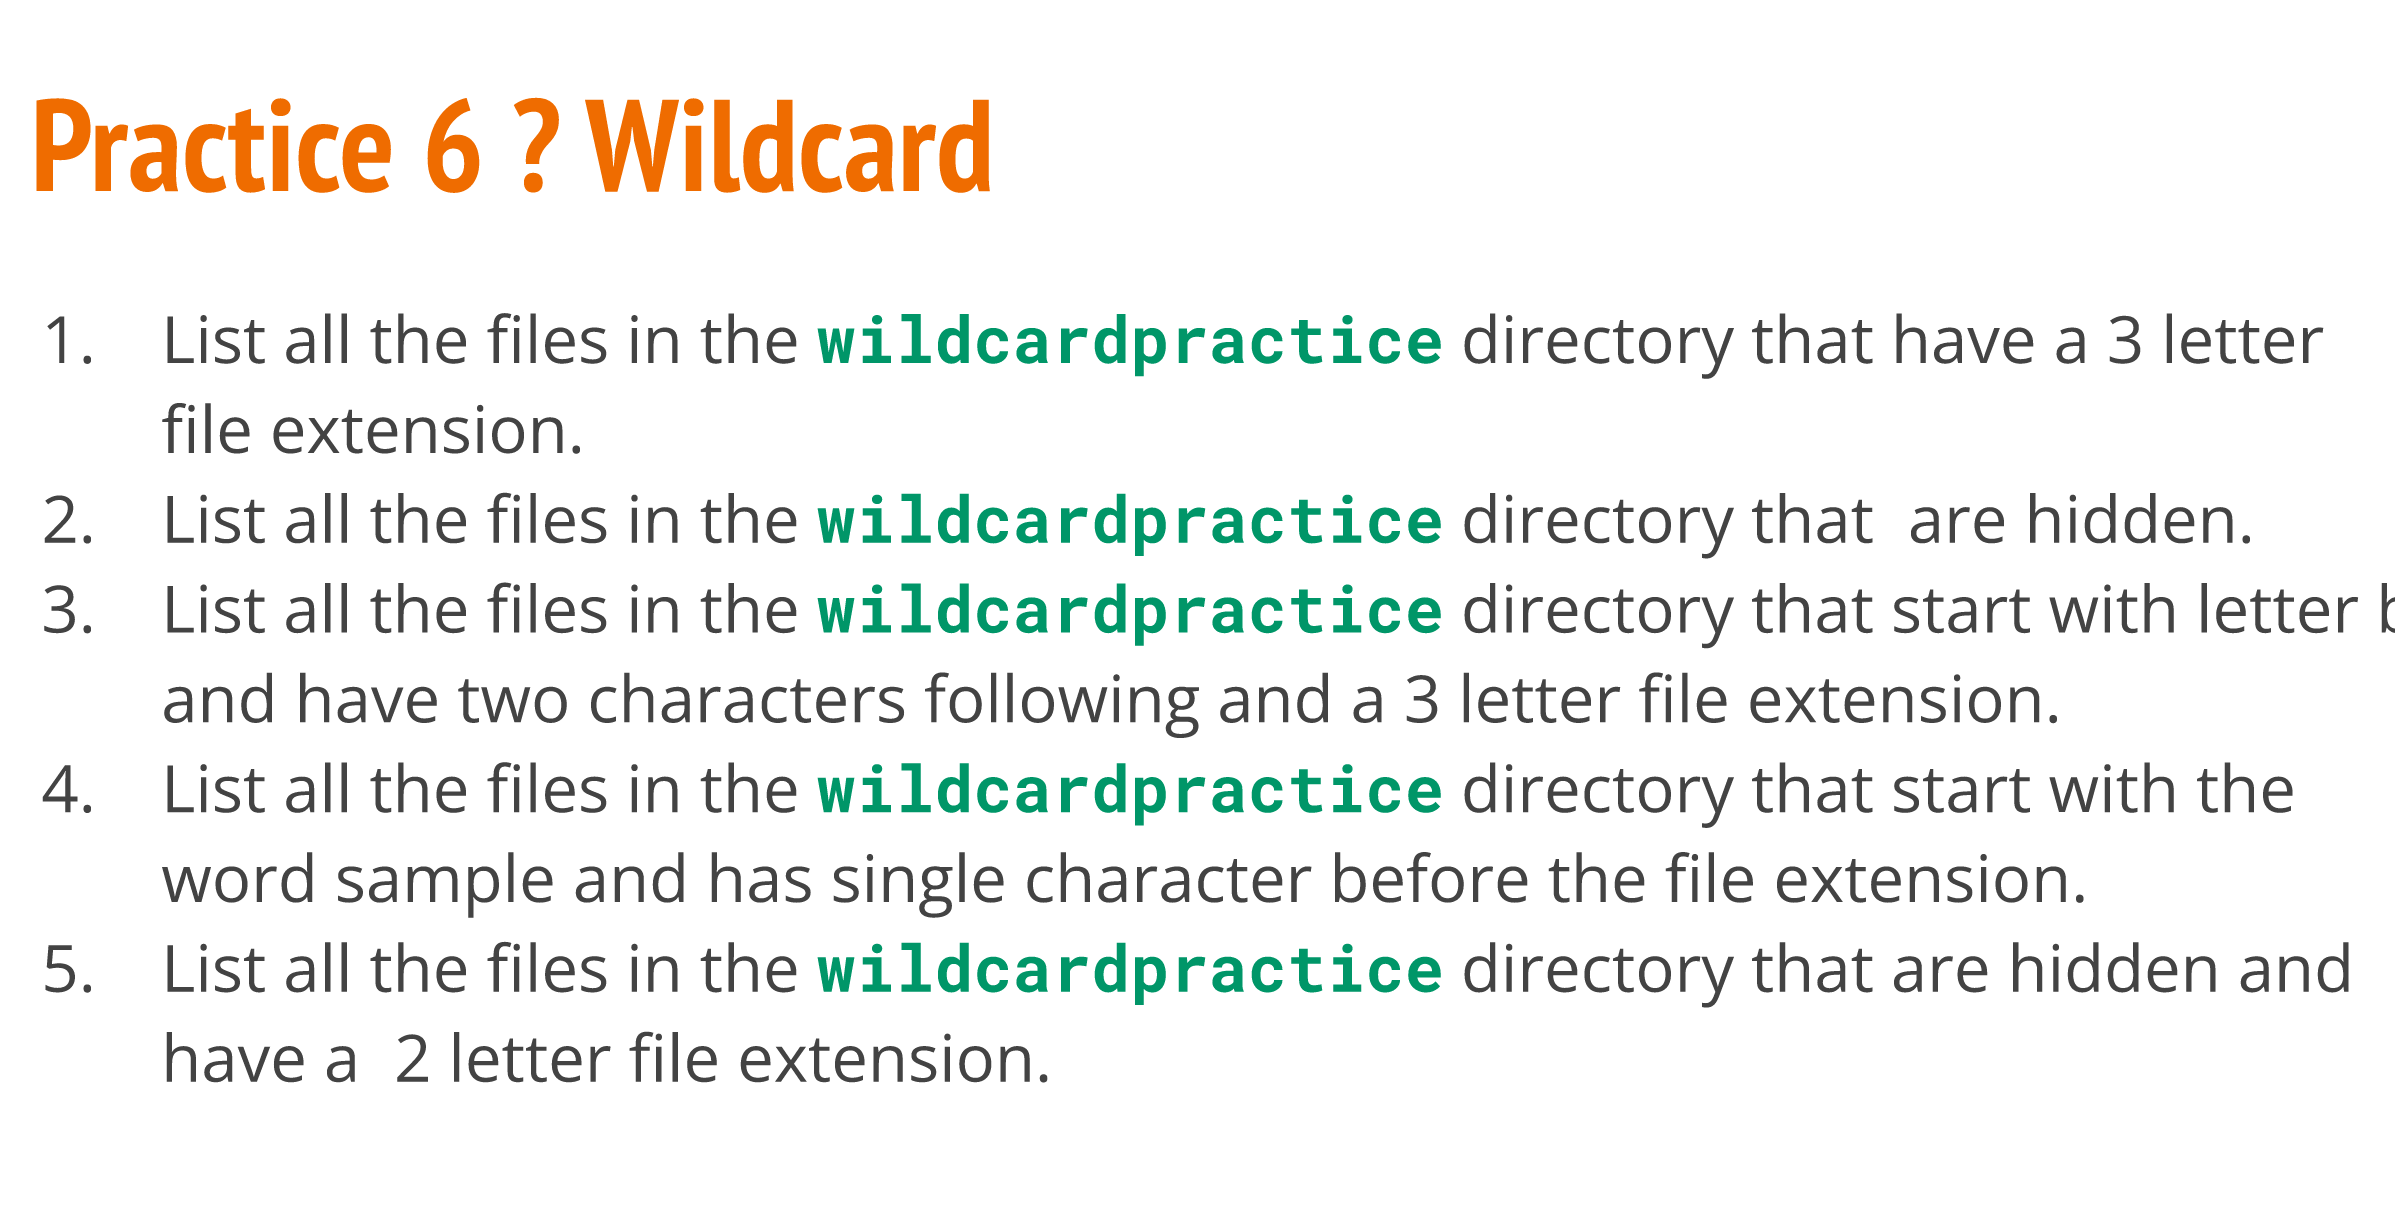 Practice 6 ? Wildcard
1. List all the files in the wildcardpractice directory that have a 3 letter
file extension.
2. List all the files in the wildcardpractice directory that  are hidden.
3. List all the files in the wildcardpractice directory that start with letter b
and have two characters following and a 3 letter file extension.
4. List all the files in the wildcardpractice directory that start with the
word sample and has single character before the file extension.
5. List all the files in the wildcardpractice directory that are hidden and
have a  2 letter file extension.